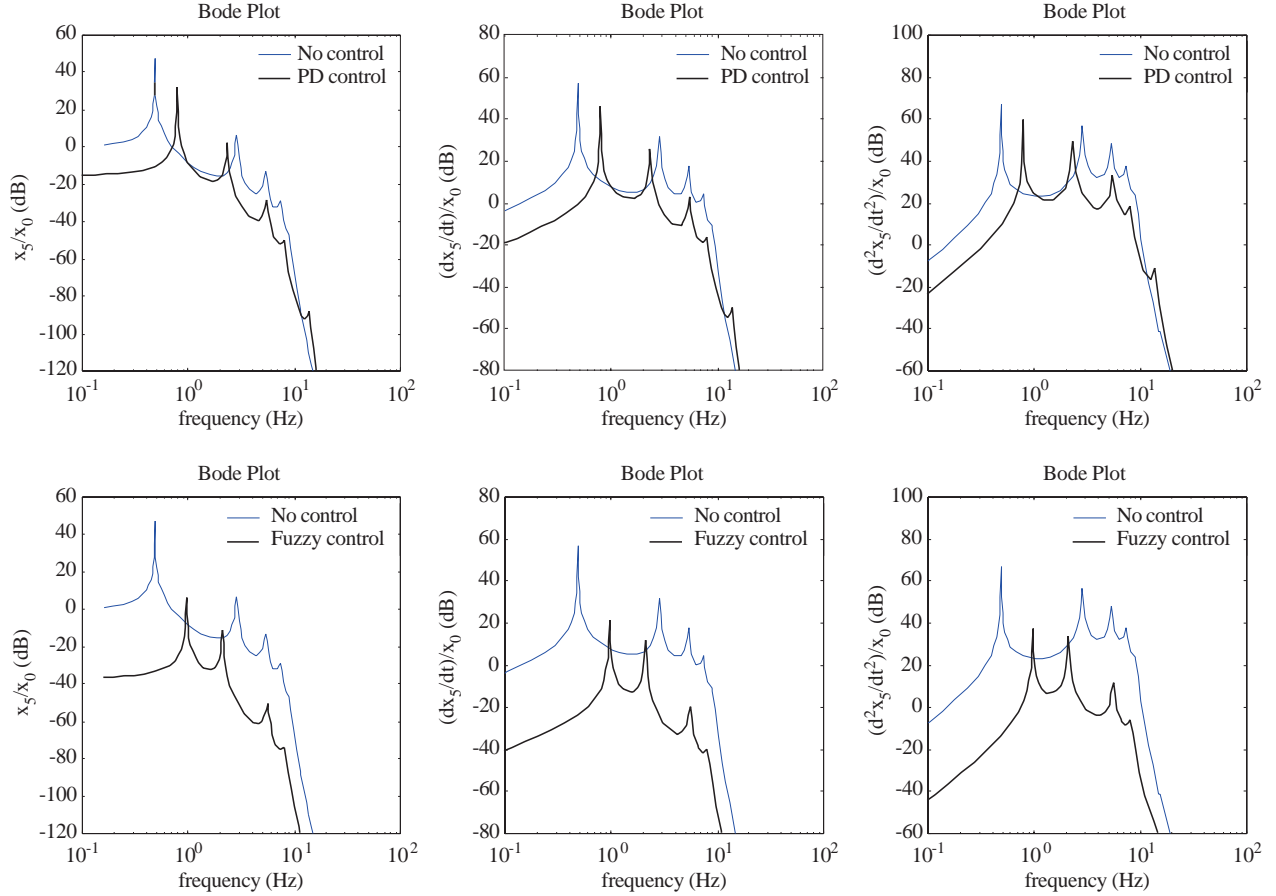 Bode Plot
60
40
20
0
-20
-40
-60
-80
-100
-120
x5/x0 (dB)
No control
PD control
10-1
100
101
102
frequency (Hz)
Bode Plot
80
60
40
20
0
-20
-40
-60
-80
(dx5/dt)/x0 (dB)
No control
PD control
10-1
100
101
102
frequency (Hz)
Bode Plot
100
80
60
40
20
0
-20
-40
-60
(d2x5/dt2)/x0 (dB)
No control
PD control
10-1
100
101
102
frequency (Hz)
Bode Plot
60
40
20
0
-20
-40
-60
-80
-100
-120
x5/x0 (dB)
No control
Fuzzy control
10-1
100
101
102
frequency (Hz)
Bode Plot
80
60
40
20
0
-20
-40
-60
-80
(dx5/dt)/x0 (dB)
No control
Fuzzy control
10-1
100
101
102
frequency (Hz)
Bode Plot
100
80
60
40
20
0
-20
-40
-60
(d2x5/dt2)/x0 (dB)
No control
Fuzzy control
10-1
100
101
102
frequency (Hz)